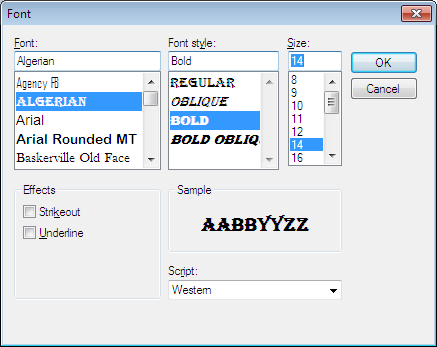 Font
Font: Font style: Size:
Algerian Bold 14
Agency FB REGULAR 8
ALGERIAN OBLIQUE 9
Arial BOLD 10
Arial Rounded MT BOLD OBLIQ 11
Baskerville Old Face 12
14
16
OK
Cancel
Effects
Strikeout
Underline
Sample
AABBYYZZ
Script:
Western